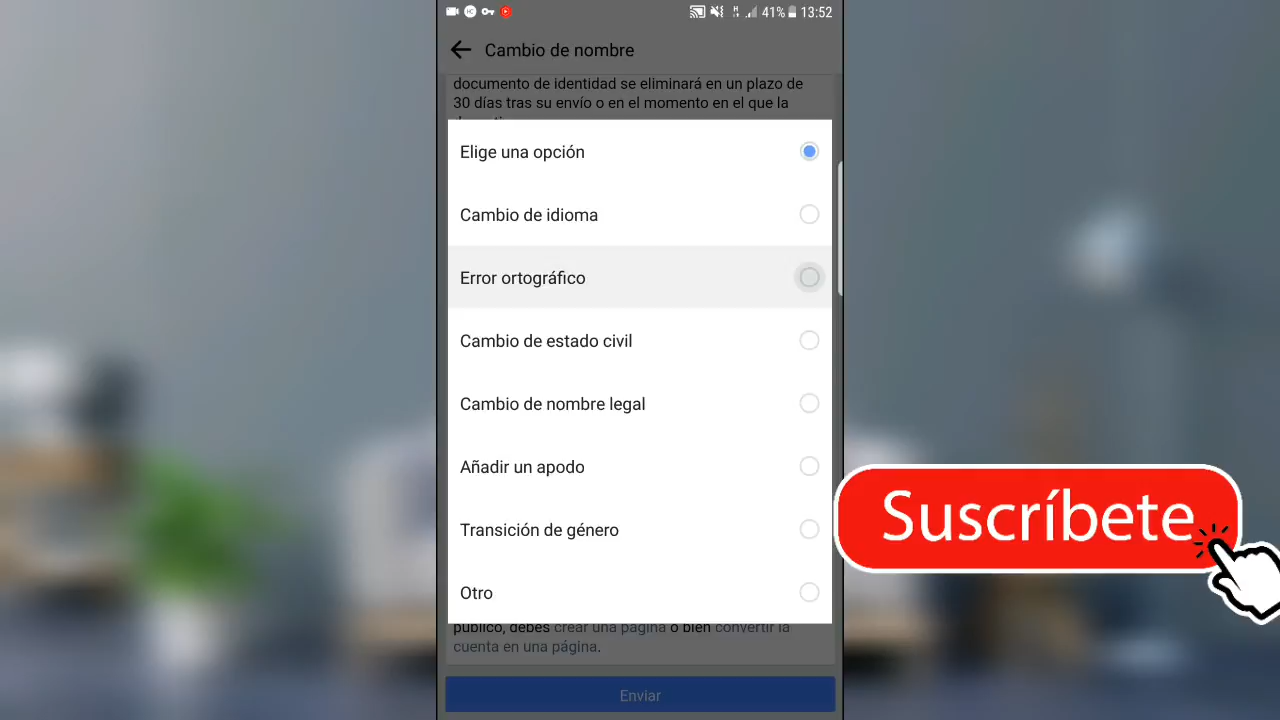 41% 13:52
Cambio de nombre
documento de identidad se eliminará en un plazo de
30 días tras su envío o en el momento en el que la
Elige una opción
Cambio de idioma
Error ortográfico
Cambio de estado civil
Cambio de nombre legal
Añadir un apodo
Transición de género
Otro
público, debes crear una página o bien convertir la
cuenta en una página.
Enviar
Suscríbete